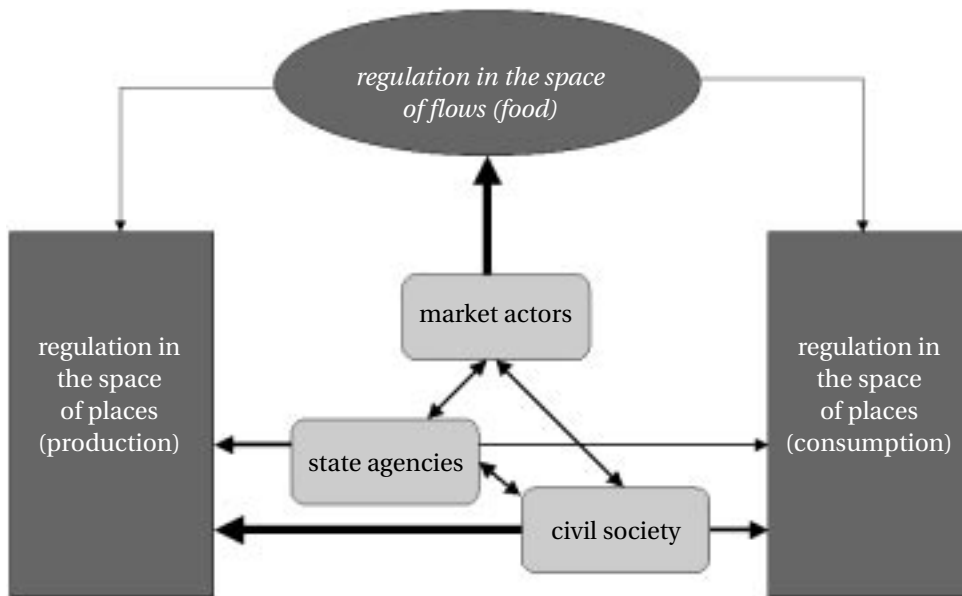 regulation in the space
of flows (food)
market actors
regulation in
the space
of places
(production)
regulation in
the space
of places
(consumption)
state agencies
civil society